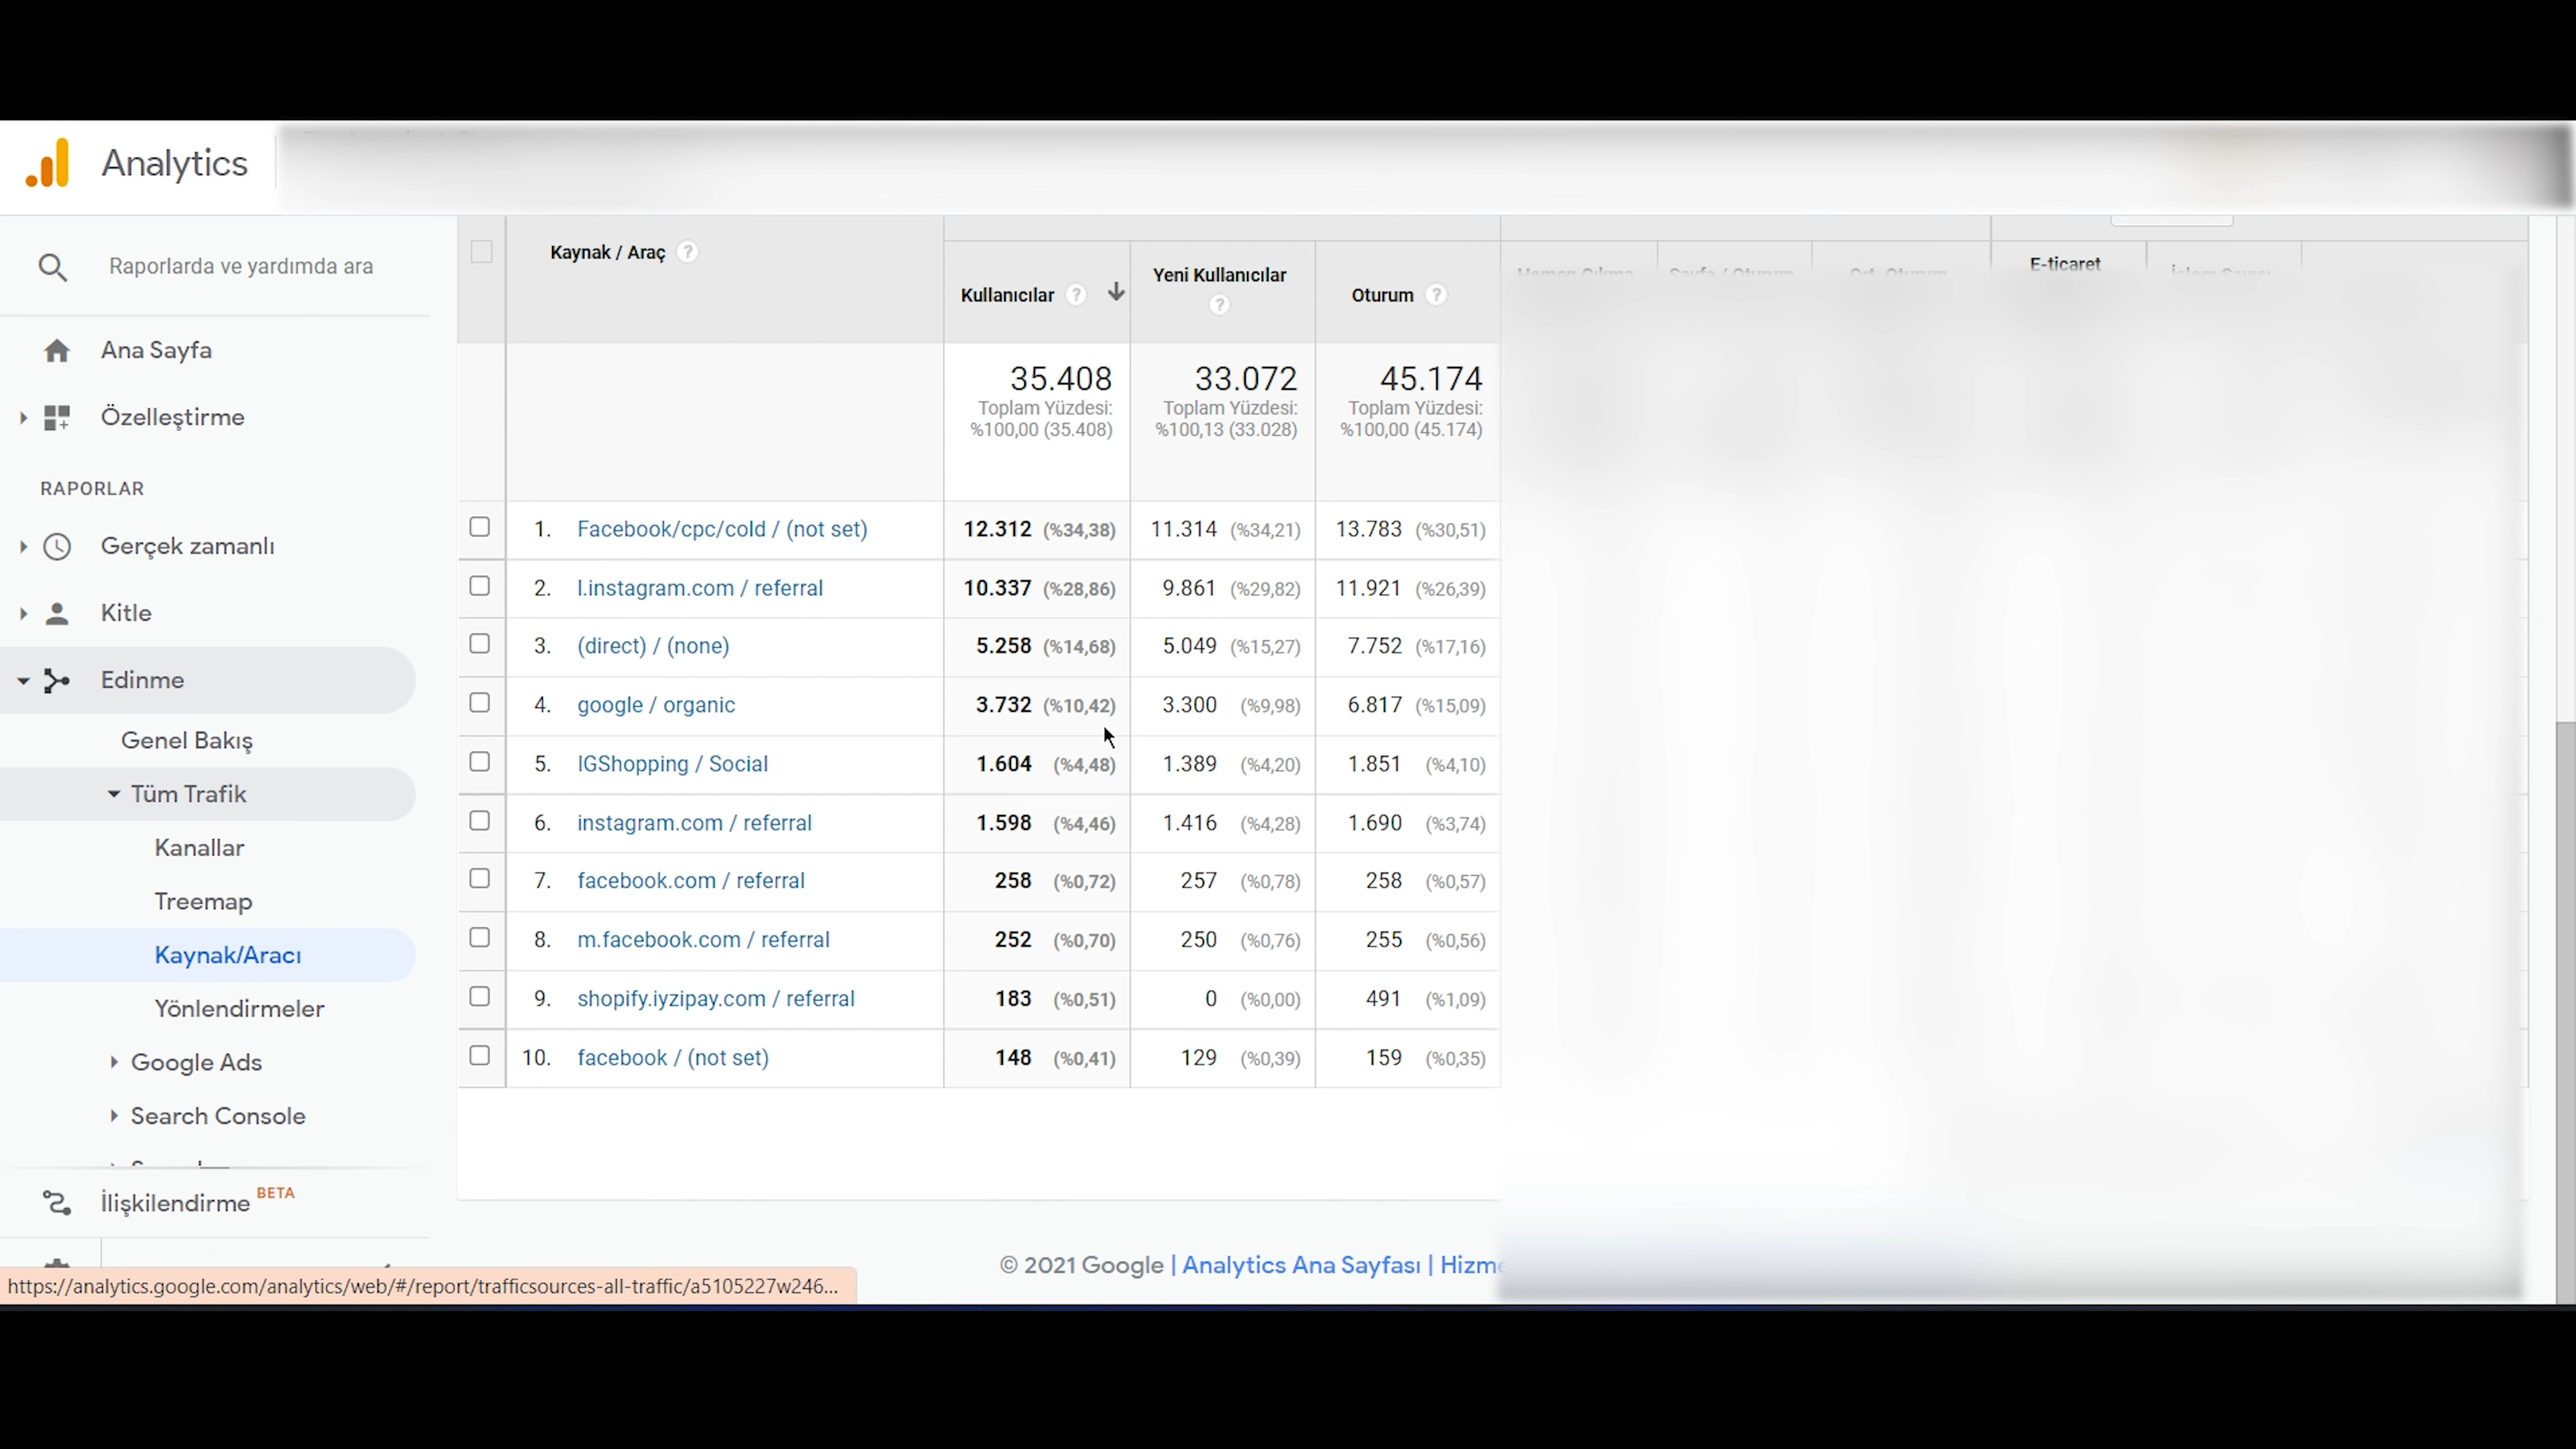 Analytics
Raporlarda ve yardımda ara
Ana Sayfa
Özelleştirme
RAPORLAR
Gerçek zamanlı
Kitle
Edinme
Genel Bakış
Tüm Trafik
Kanallar
Treemap
Kaynak/Aracı
Yönlendirmeler
Google Ads
Search Console
İlişkilendirme BETA
https://analytics.google.com/analytics/web/#/report/trafficsources-all-traffic/a5105227w246...
Kaynak / Araç ?
Kullanıcılar ?
Yeni Kullanıcılar ?
Oturum ?
E-ticaret
35.408 33.072 45.174
Toplam Yüzdesi: Toplam Yüzdesi: Toplam Yüzdesi:
%100,00 (35.408) %100,13 (33.028) %100,00 (45.174)
1. Facebook/cpc/cold / (not set) 12.312 (%34,38) 11.314 (%34,21) 13.783 (%30,51)
2. l.instagram.com / referral 10.337 (%28,86) 9.861 (%29,82) 11.921 (%26,39)
3. (direct) / (none) 5.258 (%14,68) 5.049 (%15,27) 7.752 (%17,16)
4. google / organic 3.732 (%10,42) 3.300 (%9,98) 6.817 (%15,09)
5. IGShopping / Social 1.604 (%4,48) 1.389 (%4,20) 1.851 (%4,10)
6. instagram.com / referral 1.598 (%4,46) 1.416 (%4,28) 1.690 (%3,74)
7. facebook.com / referral 258 (%0,72) 257 (%0,78) 258 (%0,57)
8. m.facebook.com / referral 252 (%0,70) 250 (%0,76) 255 (%0,56)
9. shopify.iyzipay.com / referral 183 (%0,51) 0 (%0,00) 491 (%1,09)
10. facebook / (not set) 148 (%0,41) 129 (%0,39) 159 (%0,35)
© 2021 Google | Analytics Ana Sayfası |